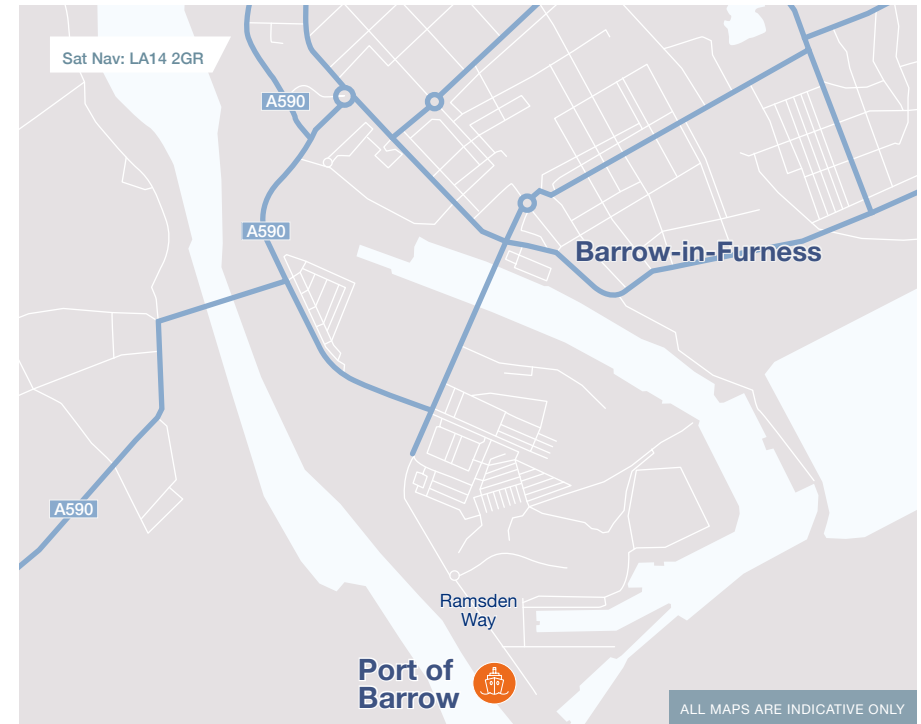 Sat Nav: LA14 2GR
A590
A590
Barrow-in-Furness
A590
Ramsden
Way
Port of
Barrow
ALL MAPS ARE INDICATIVE ONLY